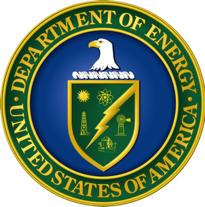 DEPARTMENT OF ENERGY
UNITED STATES OF AMERICA